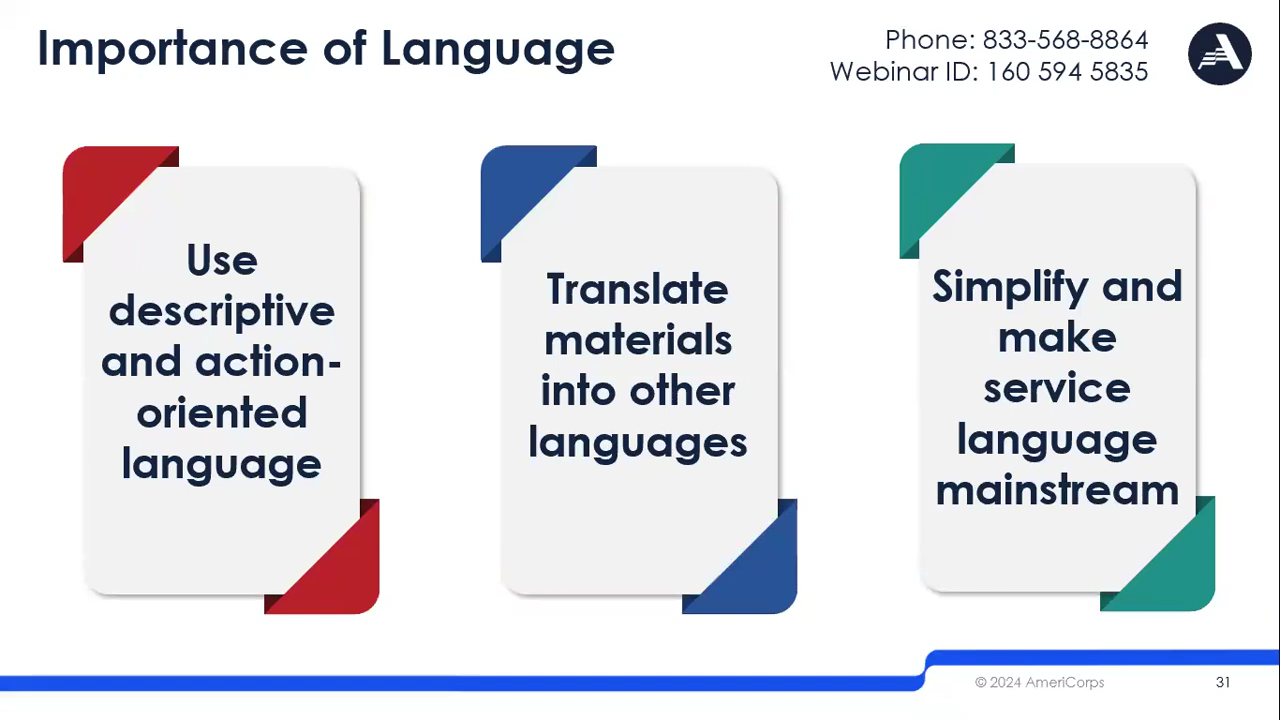 Importance of Language
Phone: 833-568-8864
Webinar ID: 160 594 5835
Use
descriptive
and action-
oriented
language
Translate
materials
into other
languages
Simplify and
make
service
language
mainstream
© 2024 AmeriCorps
31